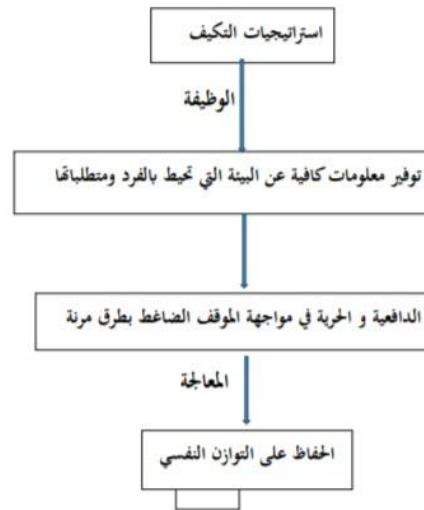 استراتيجيات التكيف
الوظيفة
توفير معلومات كافية عن البيئة التي تحيط بالفرد ومتطلباتها
الدافعية و الحرية في مواجهة الموقف الضاغط بطرق مرنة
المعالجة
الحفاظ على التوازن النفسي